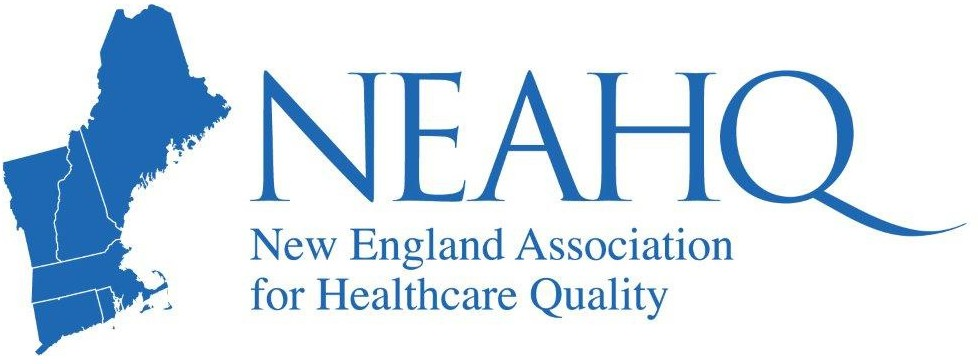 NEAHQ
New England Association
for Healthcare Quality